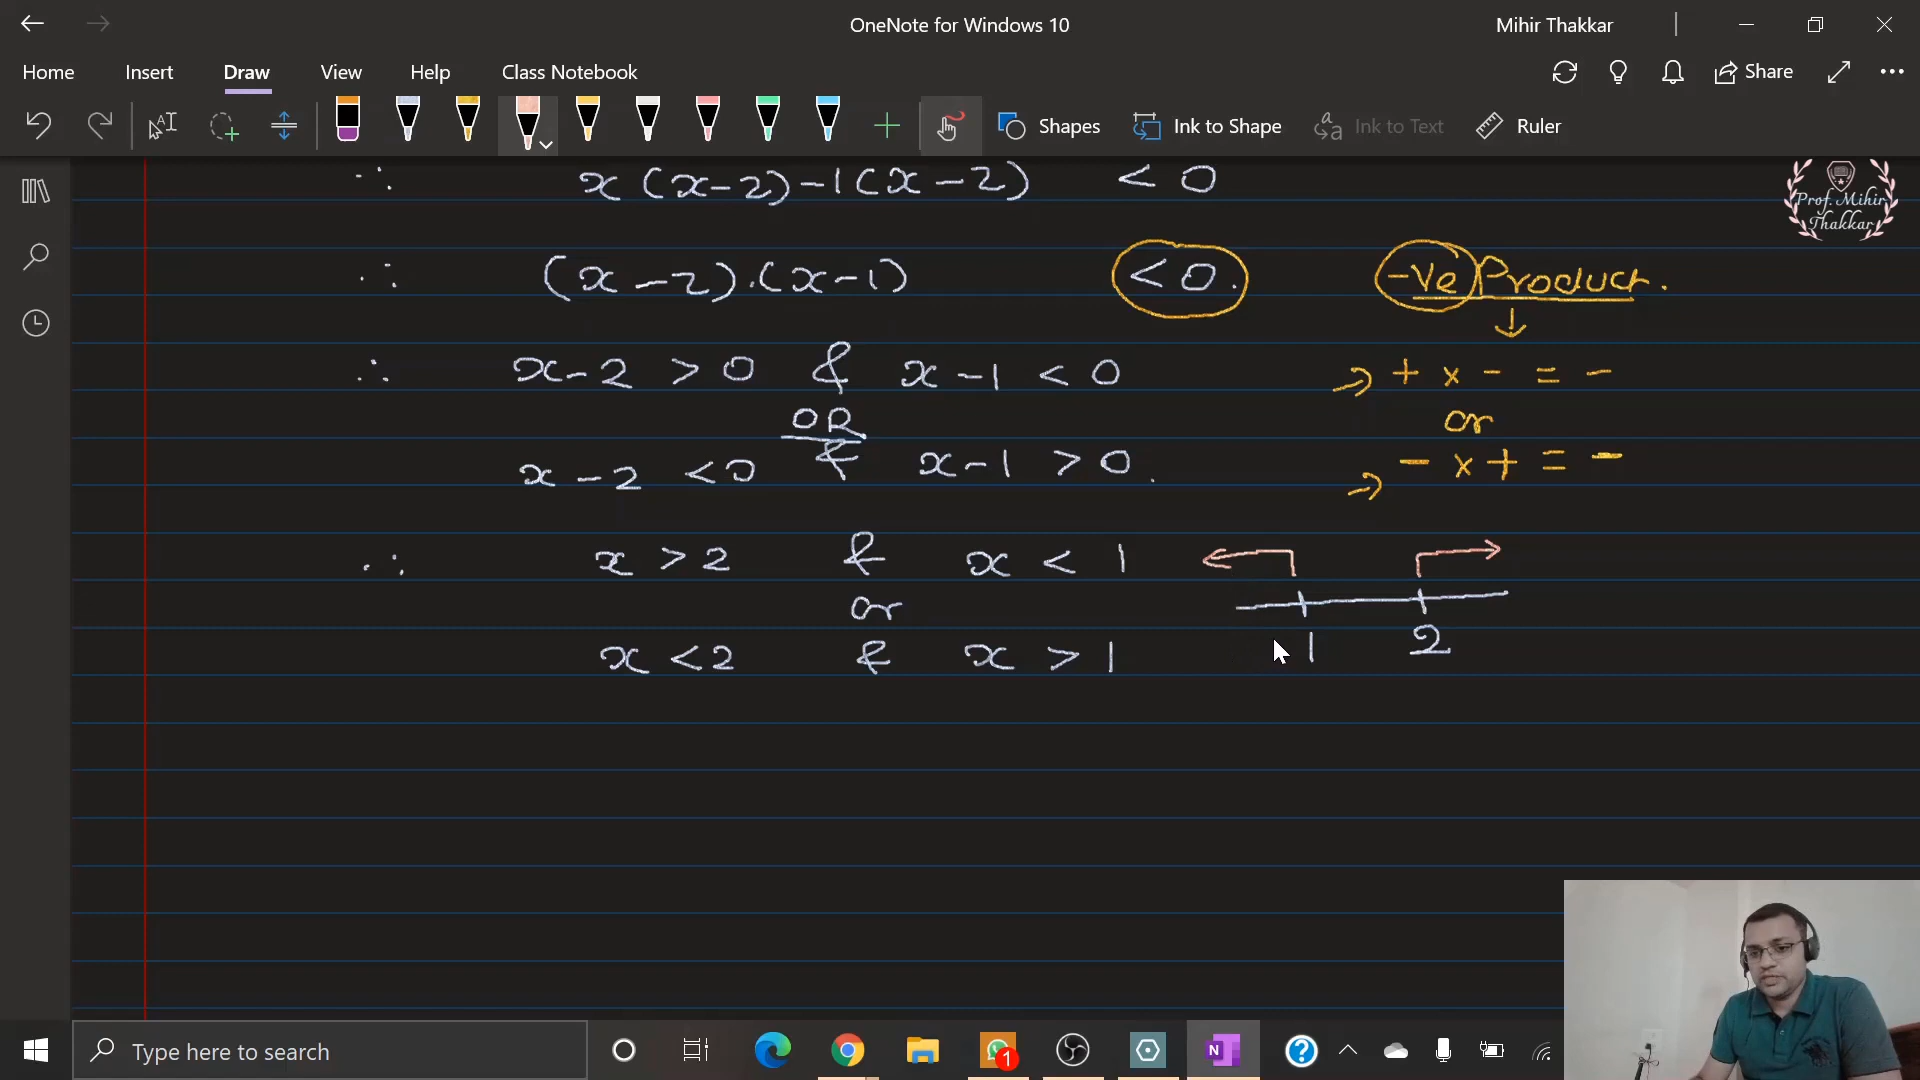 OneNote for Windows 10
Mihir Thakkar
Home Insert Draw View Help Class Notebook
Share
Shapes Ink to Shape Ink to Text Ruler
∴ x (x-2) -1 (x-2) < 0
Prof. Mihir
Thakkar
∴ (x-2).(x-1) < 0. -ve Product.
↓
∴ x-2 > 0 & x-1 < 0 → + x - = -
OR or
x-2 < 0 & x-1 > 0. → - x + = -
∴ x > 2 & x < 1
or
x < 2 & x > 1 1 2
Type here to search
1